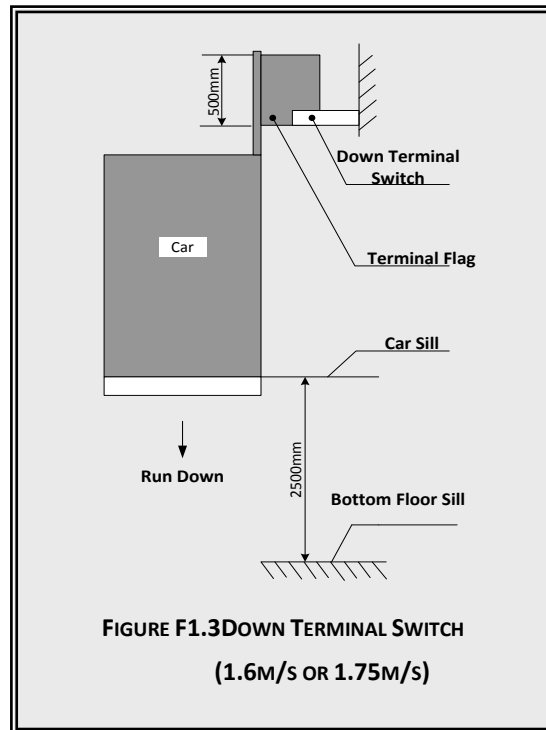 500mm
Down Terminal
Switch
Car
Terminal Flag
Car Sill
2500mm
Run Down
Bottom Floor Sill
FIGURE F1.3DOWN TERMINAL SWITCH
(1.6M/S OR 1.75M/S)